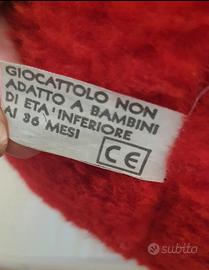 GIOCATTOLO NON
ADATTO A BAMBINI
DI ETA' INFERIORE
AI 36 MESI
CE
subito